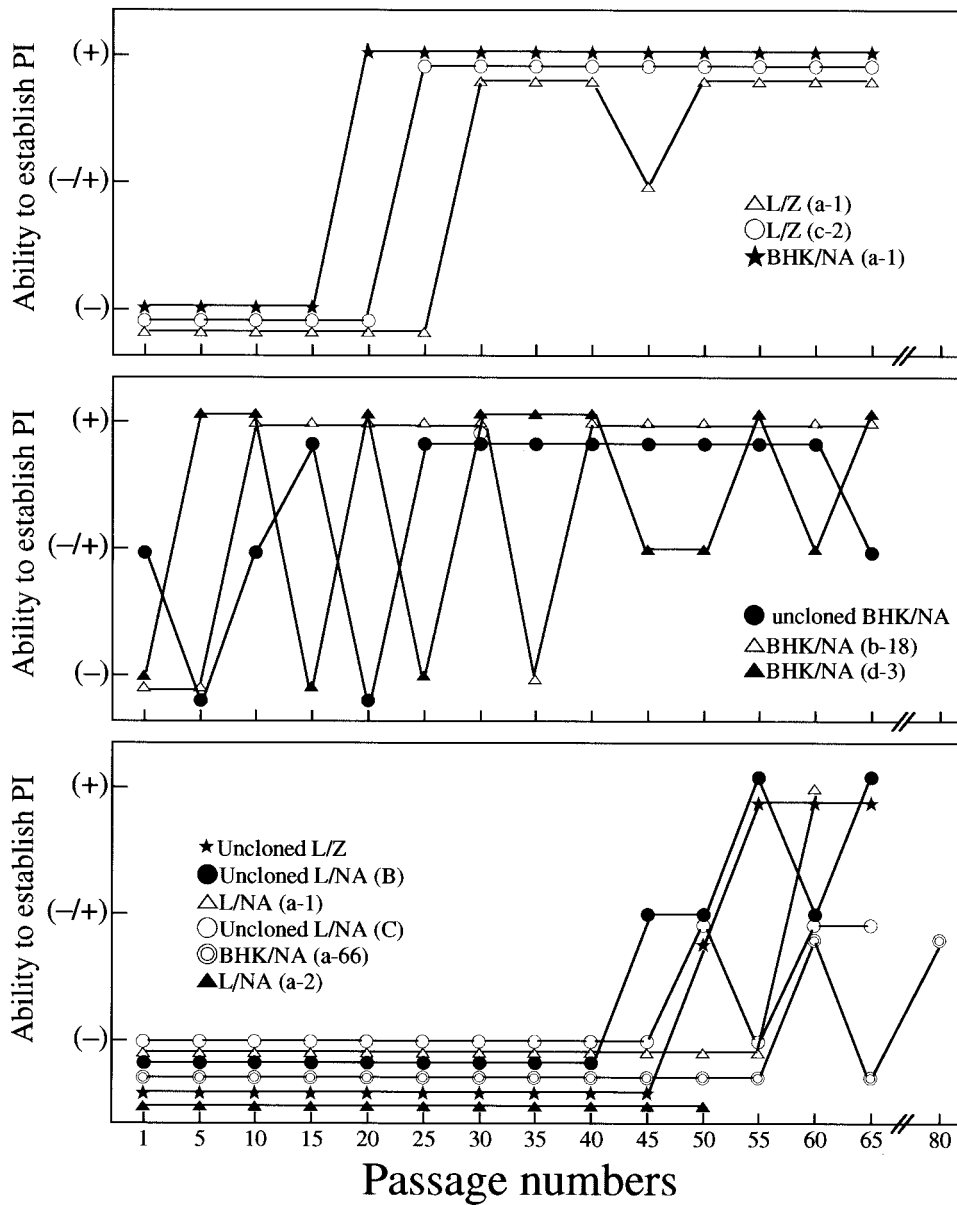 Ability to establish PI
(+)
(−/+)
(−)
L/Z (a-1)
L/Z (c-2)
BHK/NA (a-1)
Ability to establish PI
(+)
(−/+)
(−)
uncloned BHK/NA
BHK/NA (b-18)
BHK/NA (d-3)
Ability to establish PI
(+)
(−/+)
(−)
Uncloned L/Z
Uncloned L/NA (B)
L/NA (a-1)
Uncloned L/NA (C)
BHK/NA (a-66)
L/NA (a-2)
1 5 10 15 20 25 30 35 40 45 50 55 60 65 80
Passage numbers